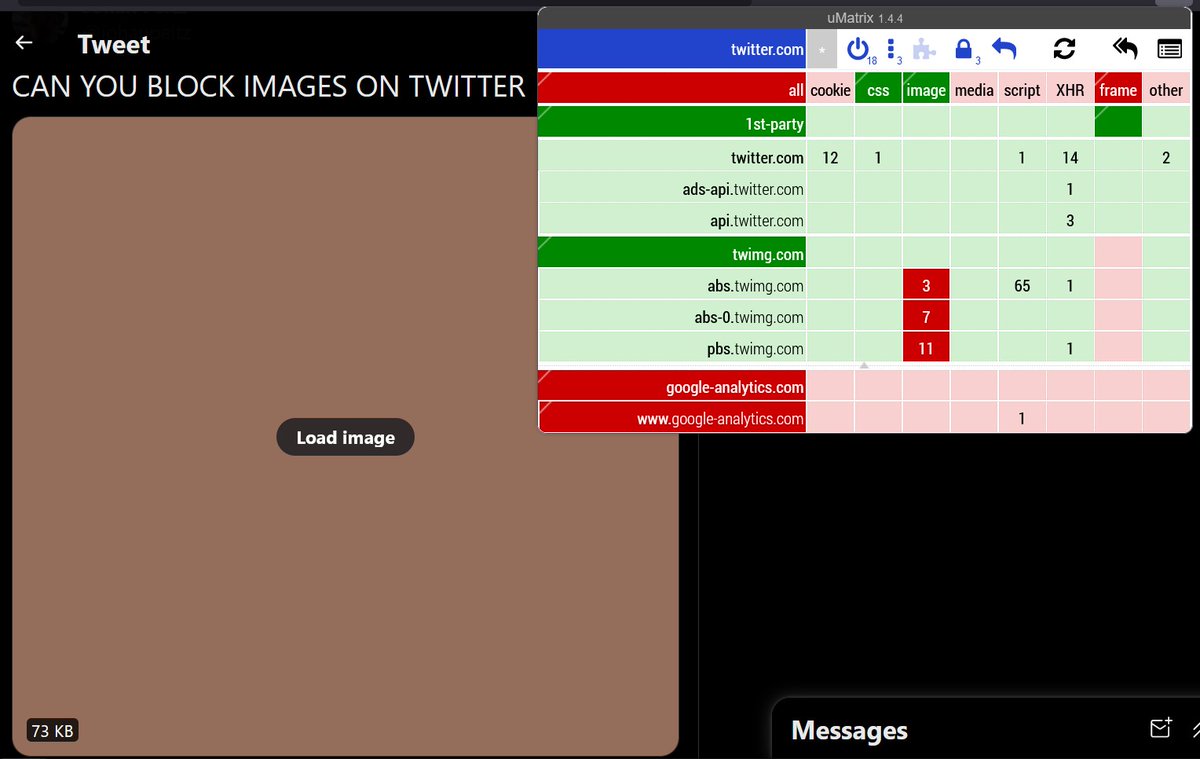 Tweet
CAN YOU BLOCK IMAGES ON TWITTER
Load image
73 KB
uMatrix 1.4.4
twitter.com * 18 3 3
all cookie css image media script XHR frame other
1st-party
twitter.com 12 1 1 14 2
ads-api.twitter.com 1
api.twitter.com 3
twimg.com
abs.twimg.com 3 65 1
abs-0.twimg.com 7
pbs.twimg.com 11 1
google-analytics.com
www.google-analytics.com 1
Messages